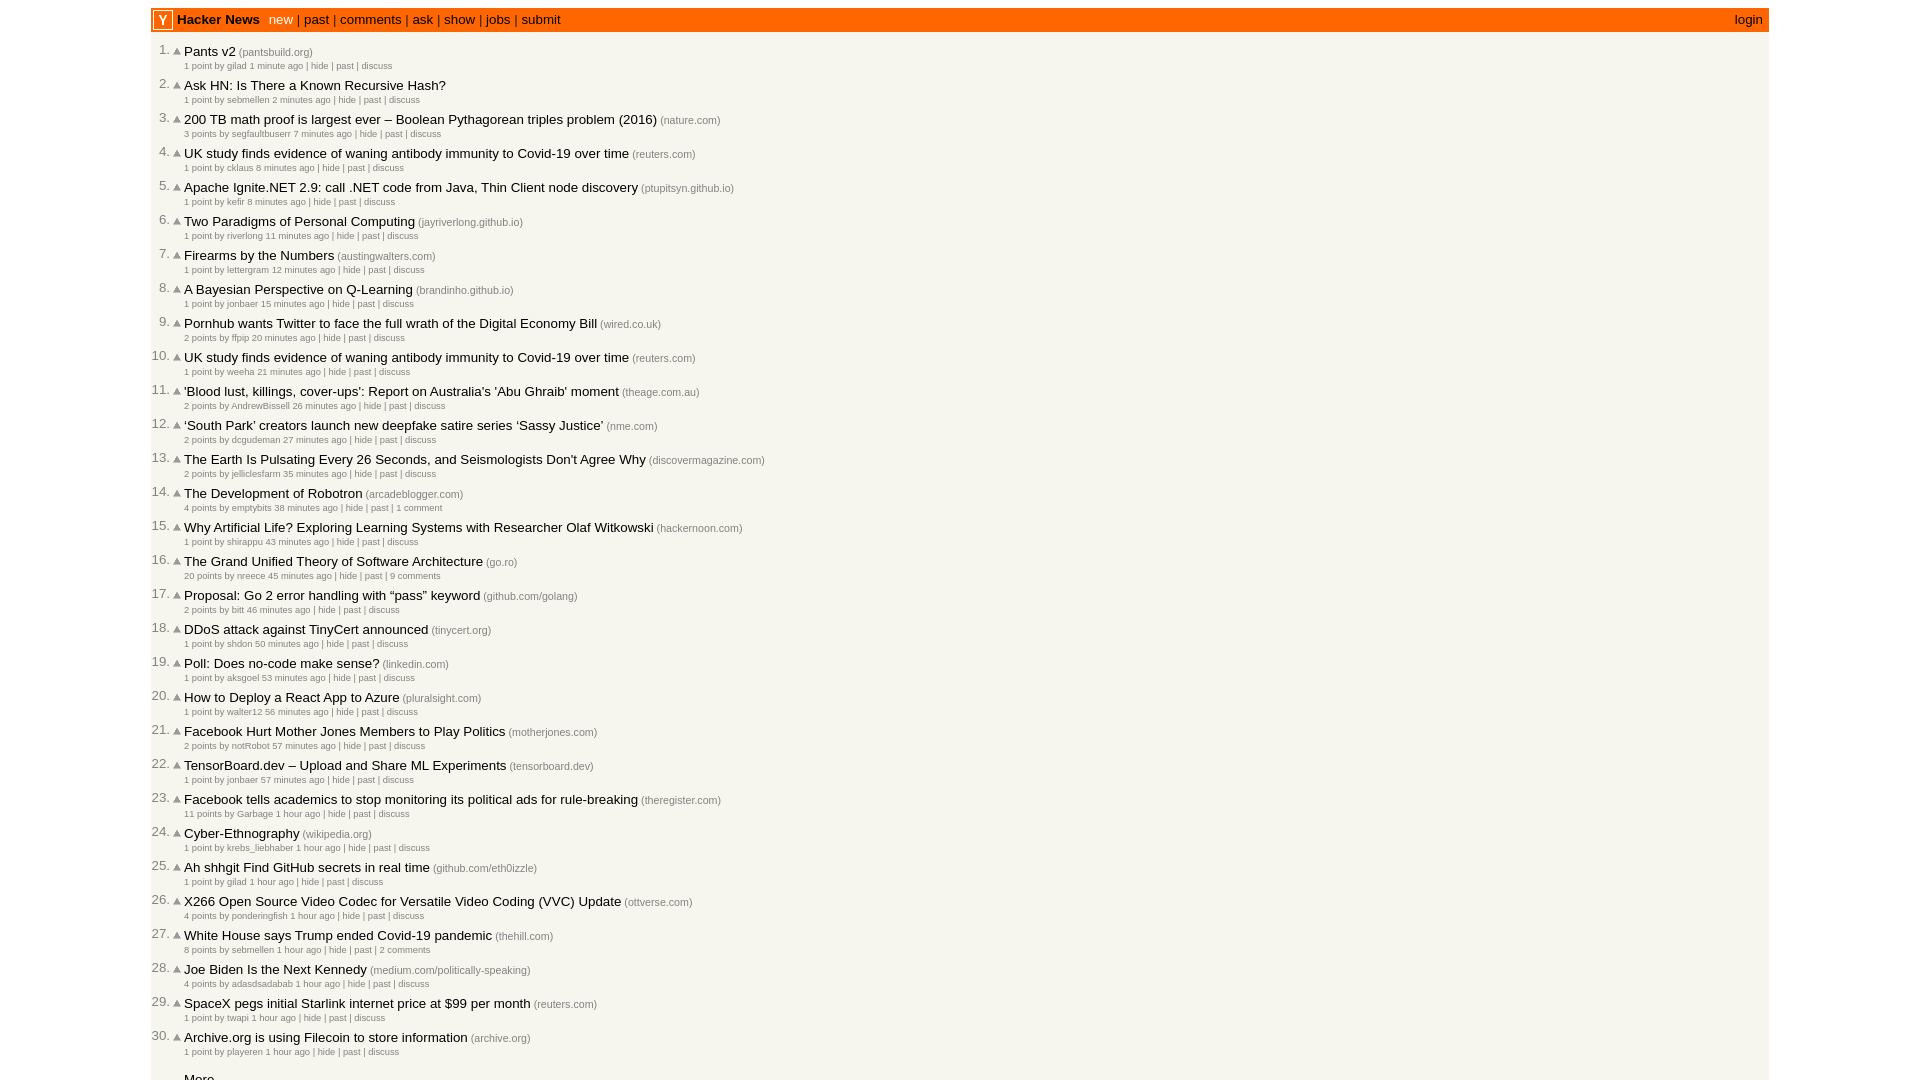 Y Hacker News new | past | comments | ask | show | jobs | submit login
1. Pants v2 (pantsbuild.org)
1 point by gilad 1 minute ago | hide | past | discuss
2. Ask HN: Is There a Known Recursive Hash?
1 point by sebmellen 2 minutes ago | hide | past | discuss
3. 200 TB math proof is largest ever – Boolean Pythagorean triples problem (2016) (nature.com)
3 points by segfaultbuserr 7 minutes ago | hide | past | discuss
4. UK study finds evidence of waning antibody immunity to Covid-19 over time (reuters.com)
1 point by cklaus 8 minutes ago | hide | past | discuss
5. Apache Ignite.NET 2.9: call .NET code from Java, Thin Client node discovery (ptupitsyn.github.io)
1 point by kefir 8 minutes ago | hide | past | discuss
6. Two Paradigms of Personal Computing (jayriverlong.github.io)
1 point by riverlong 11 minutes ago | hide | past | discuss
7. Firearms by the Numbers (austingwalters.com)
1 point by lettergram 12 minutes ago | hide | past | discuss
8. A Bayesian Perspective on Q-Learning (brandinho.github.io)
1 point by jonbaer 15 minutes ago | hide | past | discuss
9. Pornhub wants Twitter to face the full wrath of the Digital Economy Bill (wired.co.uk)
2 points by ffpip 20 minutes ago | hide | past | discuss
10. UK study finds evidence of waning antibody immunity to Covid-19 over time (reuters.com)
1 point by weeha 21 minutes ago | hide | past | discuss
11. 'Blood lust, killings, cover-ups': Report on Australia's 'Abu Ghraib' moment (theage.com.au)
2 points by AndrewBissell 26 minutes ago | hide | past | discuss
12. ‘South Park’ creators launch new deepfake satire series ‘Sassy Justice’ (nme.com)
2 points by dcgudeman 27 minutes ago | hide | past | discuss
13. The Earth Is Pulsating Every 26 Seconds, and Seismologists Don't Agree Why (discovermagazine.com)
2 points by jelliclesfarm 35 minutes ago | hide | past | discuss
14. The Development of Robotron (arcadeblogger.com)
4 points by emptybits 38 minutes ago | hide | past | 1 comment
15. Why Artificial Life? Exploring Learning Systems with Researcher Olaf Witkowski (hackernoon.com)
1 point by shirappu 43 minutes ago | hide | past | discuss
16. The Grand Unified Theory of Software Architecture (go.ro)
20 points by nreece 45 minutes ago | hide | past | 9 comments
17. Proposal: Go 2 error handling with “pass” keyword (github.com/golang)
2 points by bitt 46 minutes ago | hide | past | discuss
18. DDoS attack against TinyCert announced (tinycert.org)
1 point by shdon 50 minutes ago | hide | past | discuss
19. Poll: Does no-code make sense? (linkedin.com)
1 point by aksgoel 53 minutes ago | hide | past | discuss
20. How to Deploy a React App to Azure (pluralsight.com)
1 point by walter12 56 minutes ago | hide | past | discuss
21. Facebook Hurt Mother Jones Members to Play Politics (motherjones.com)
2 points by notRobot 57 minutes ago | hide | past | discuss
22. TensorBoard.dev – Upload and Share ML Experiments (tensorboard.dev)
1 point by jonbaer 57 minutes ago | hide | past | discuss
23. Facebook tells academics to stop monitoring its political ads for rule-breaking (theregister.com)
11 points by Garbage 1 hour ago | hide | past | discuss
24. Cyber-Ethnography (wikipedia.org)
1 point by krebs_liebhaber 1 hour ago | hide | past | discuss
25. Ah shhgit Find GitHub secrets in real time (github.com/eth0izzle)
1 point by gilad 1 hour ago | hide | past | discuss
26. X266 Open Source Video Codec for Versatile Video Coding (VVC) Update (ottverse.com)
4 points by ponderingfish 1 hour ago | hide | past | discuss
27. White House says Trump ended Covid-19 pandemic (thehill.com)
8 points by sebmellen 1 hour ago | hide | past | 2 comments
28. Joe Biden Is the Next Kennedy (medium.com/politically-speaking)
4 points by adasdsadabab 1 hour ago | hide | past | discuss
29. SpaceX pegs initial Starlink internet price at $99 per month (reuters.com)
1 point by twapi 1 hour ago | hide | past | discuss
30. Archive.org is using Filecoin to store information (archive.org)
1 point by playeren 1 hour ago | hide | past | discuss
More